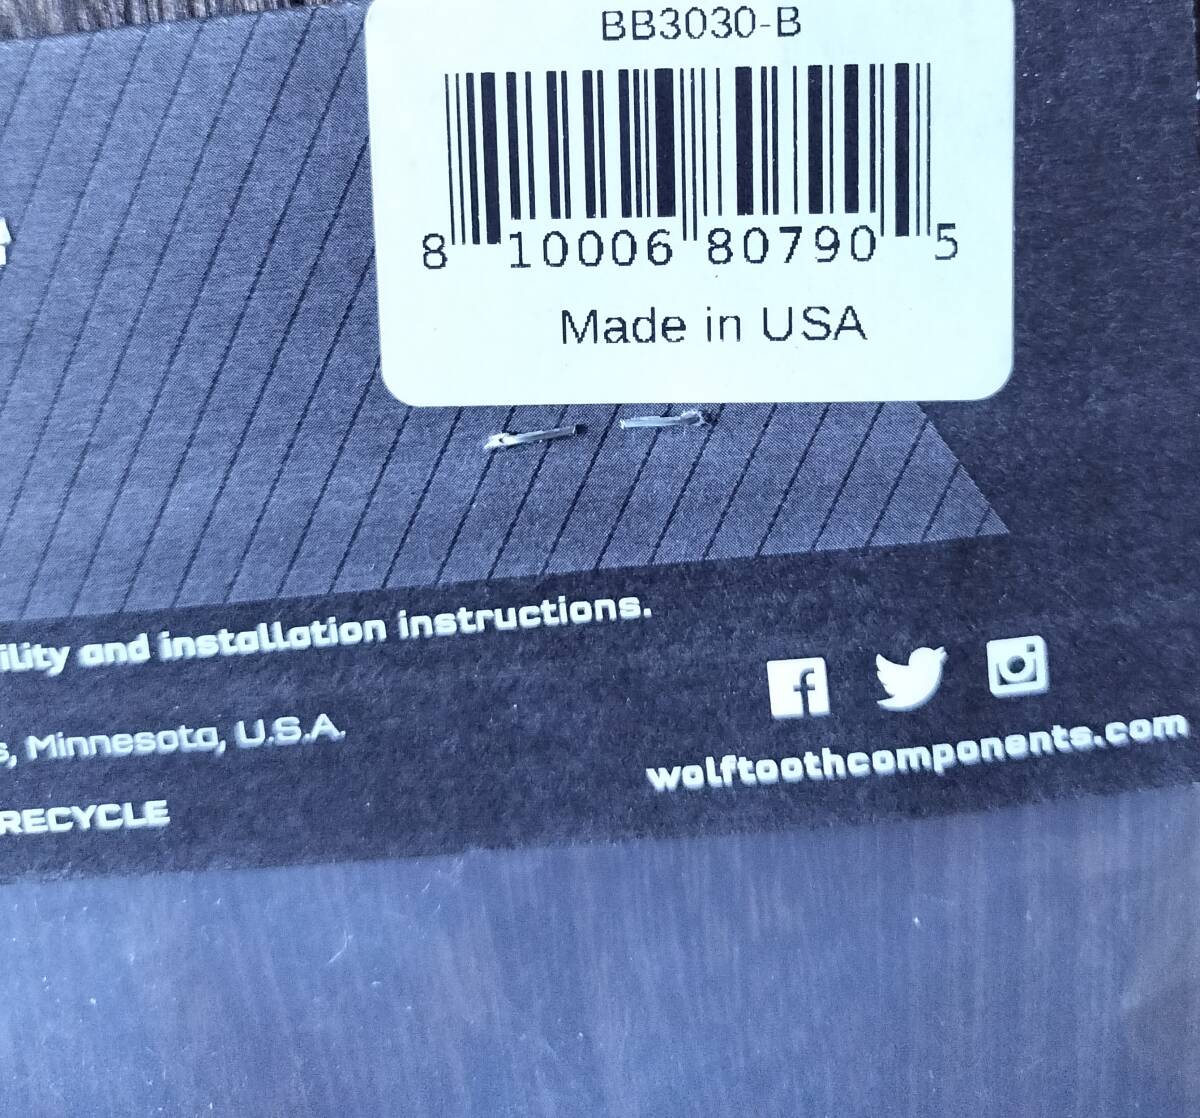 BB3030-B
8 10006 80790 5
Made in USA
and installation instructions.
Minnesota, U.S.A.
RECYCLE
wolftoothcomponents.com